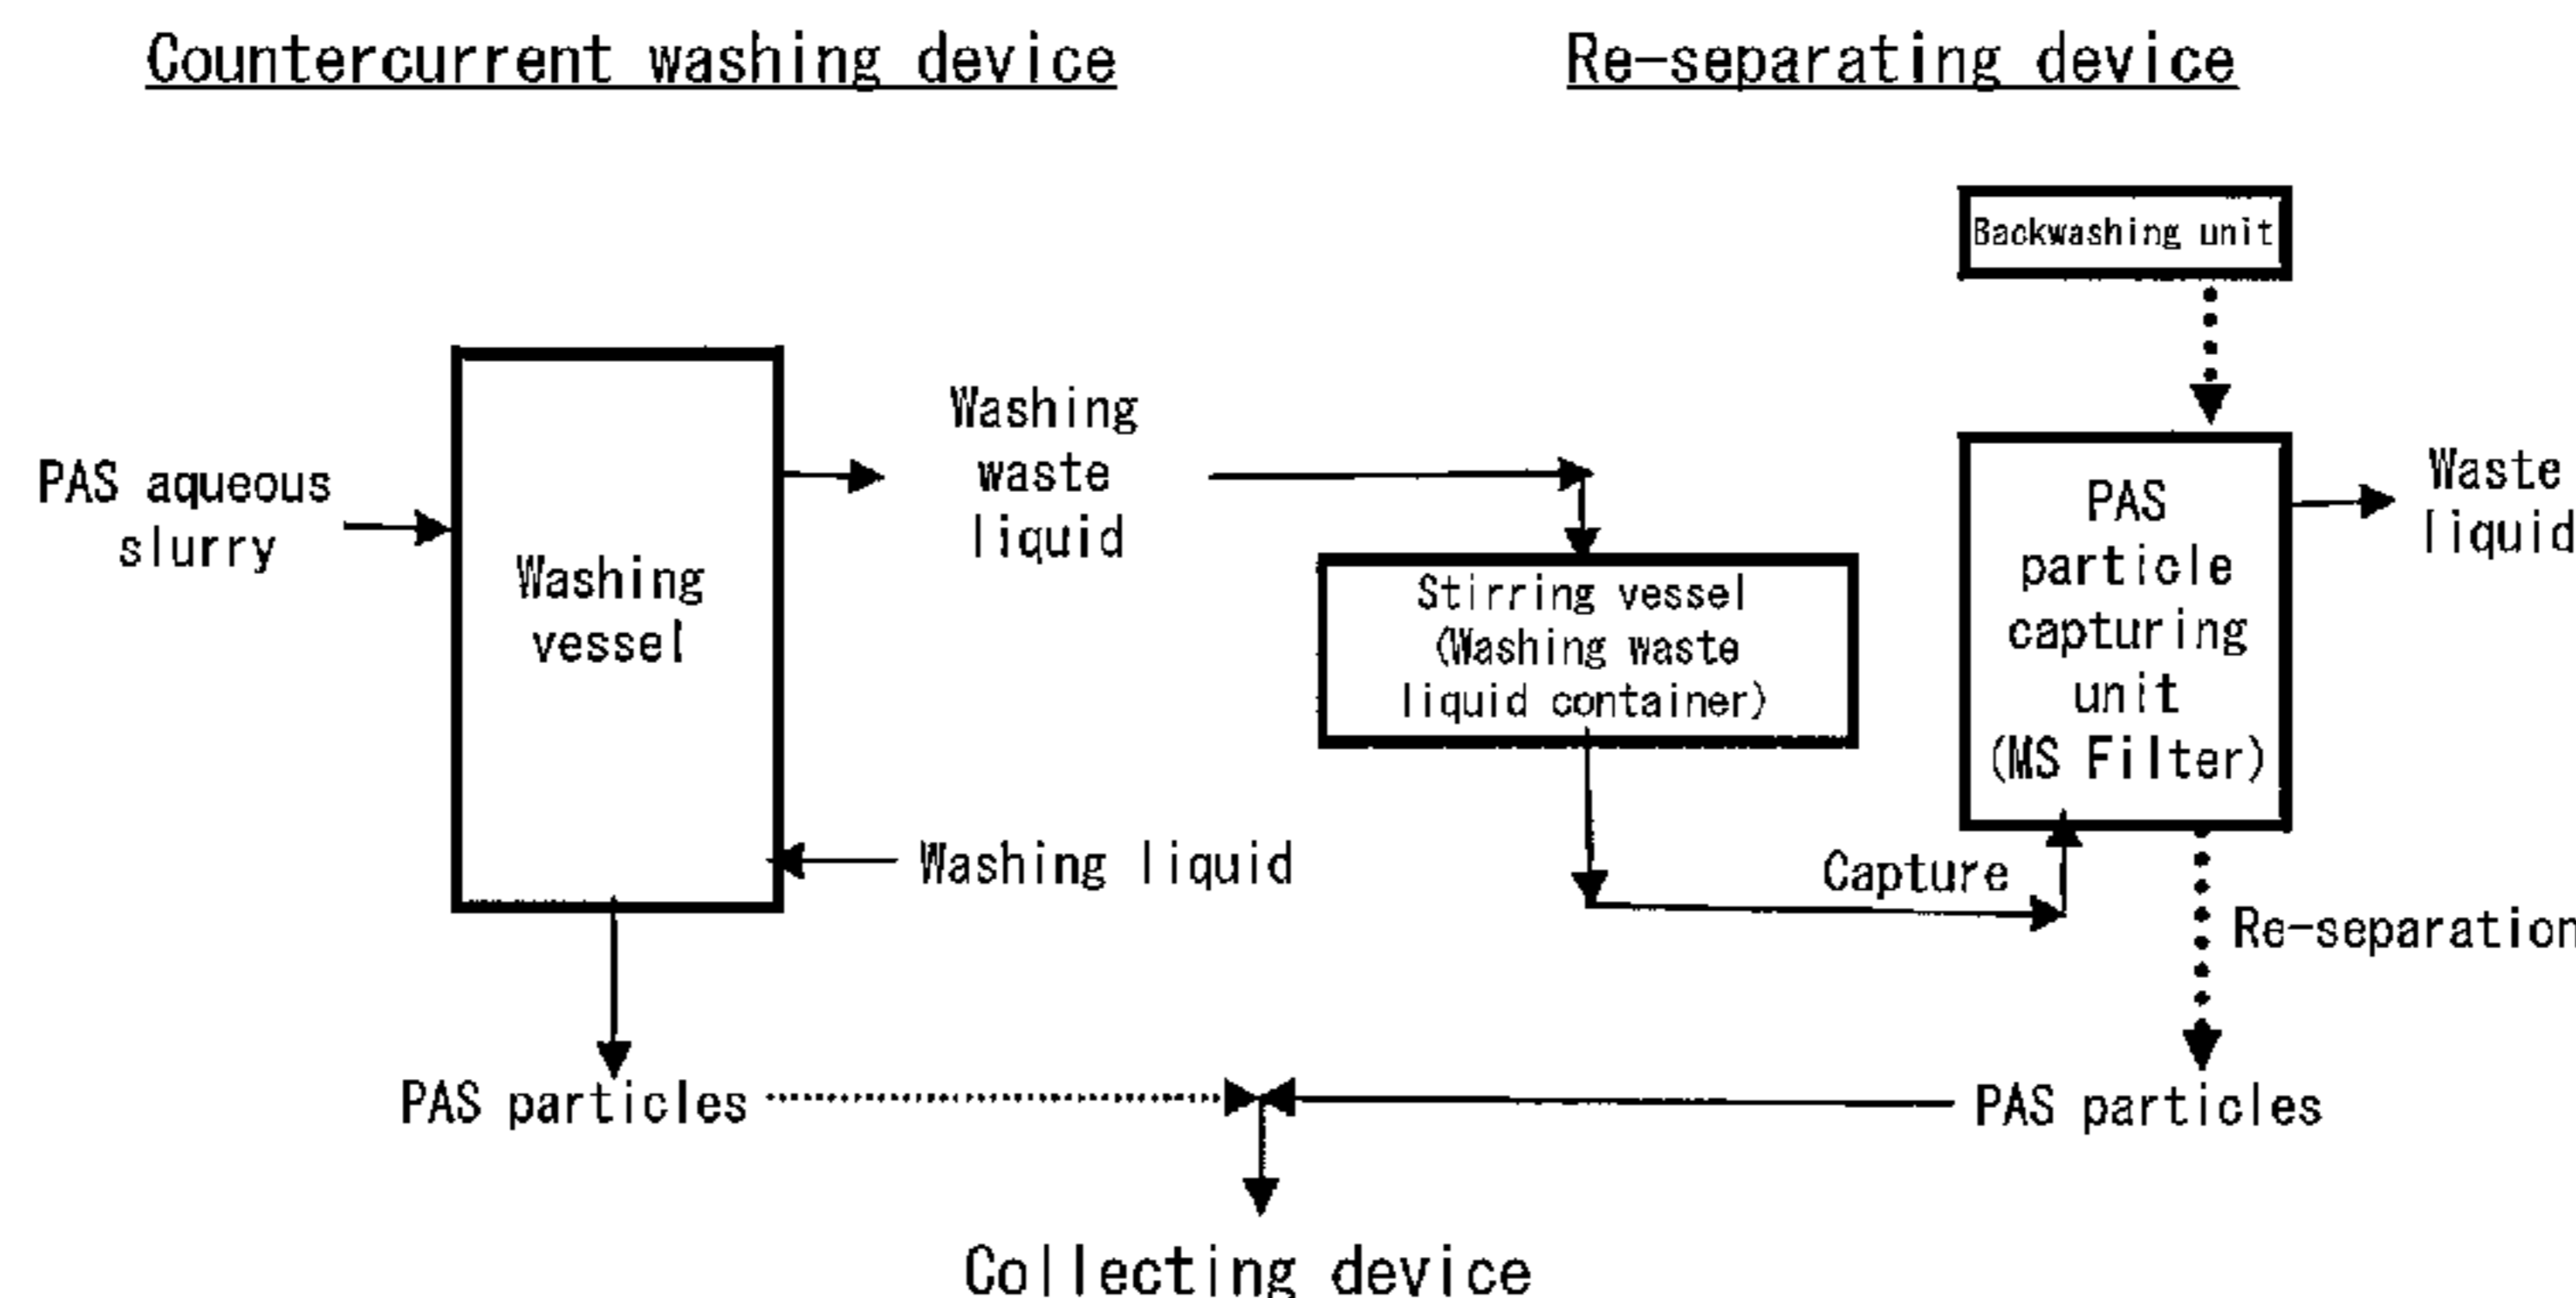 Countercurrent washing device
Re-separating device
Backwashing unit
PAS aqueous
slurry
Washing
vessel
Washing
waste
liquid
Stirring vessel
(Washing waste
liquid container)
PAS
particle
capturing
unit
(MS Filter)
Waste
liquid
Washing liquid
Capture
Re-separation
PAS particles
PAS particles
Collecting device